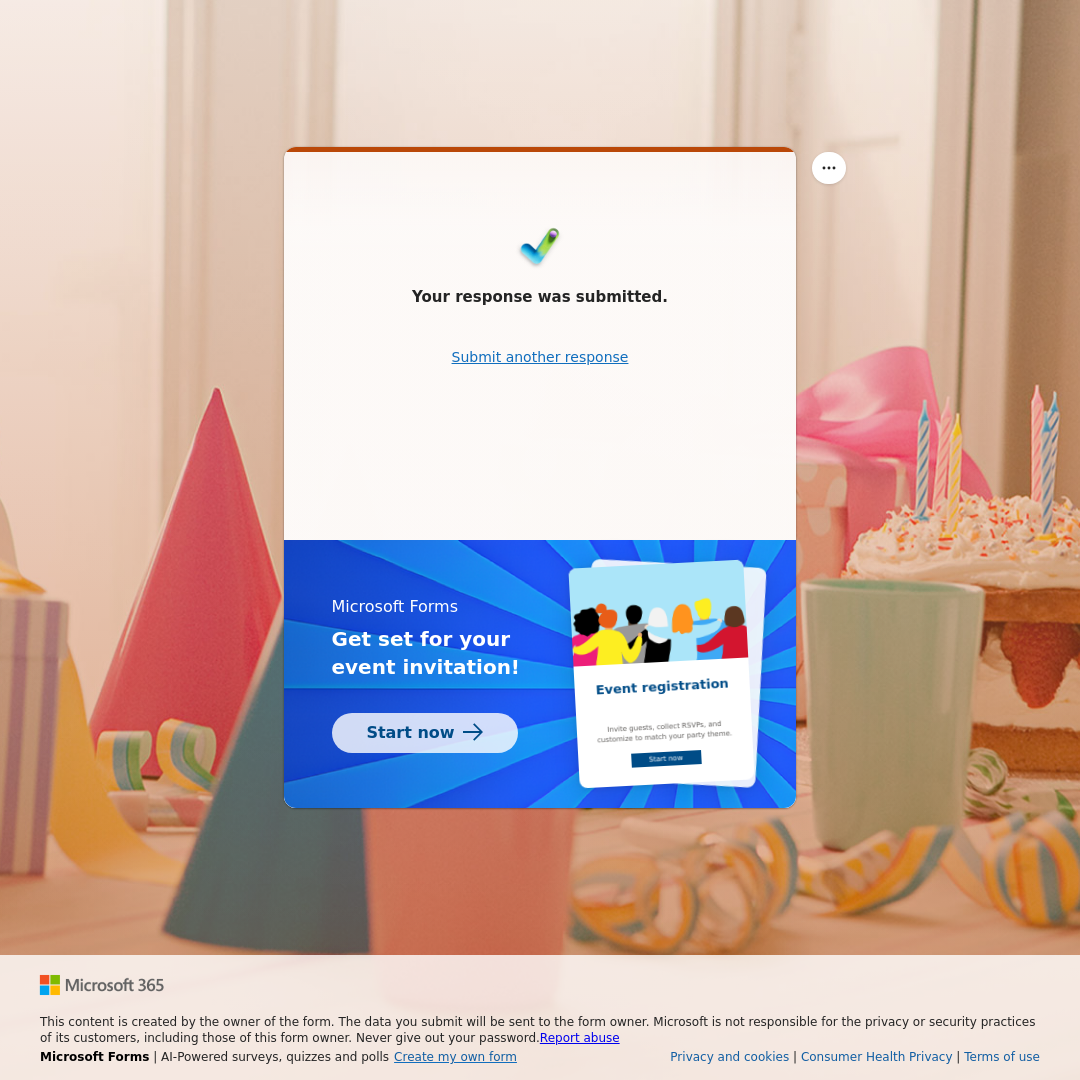 Your response was submitted.
Submit another response
Microsoft Forms
Get set for your
event invitation!
Start now
Event registration
Invite guests, collect RSVPs, and
customize to match your party theme.
Start now
Microsoft 365
This content is created by the owner of the form. The data you submit will be sent to the form owner. Microsoft is not responsible for the privacy or security practices
of its customers, including those of this form owner. Never give out your password.Report abuse
Microsoft Forms | AI-Powered surveys, quizzes and polls Create my own form
Privacy and cookies | Consumer Health Privacy | Terms of use